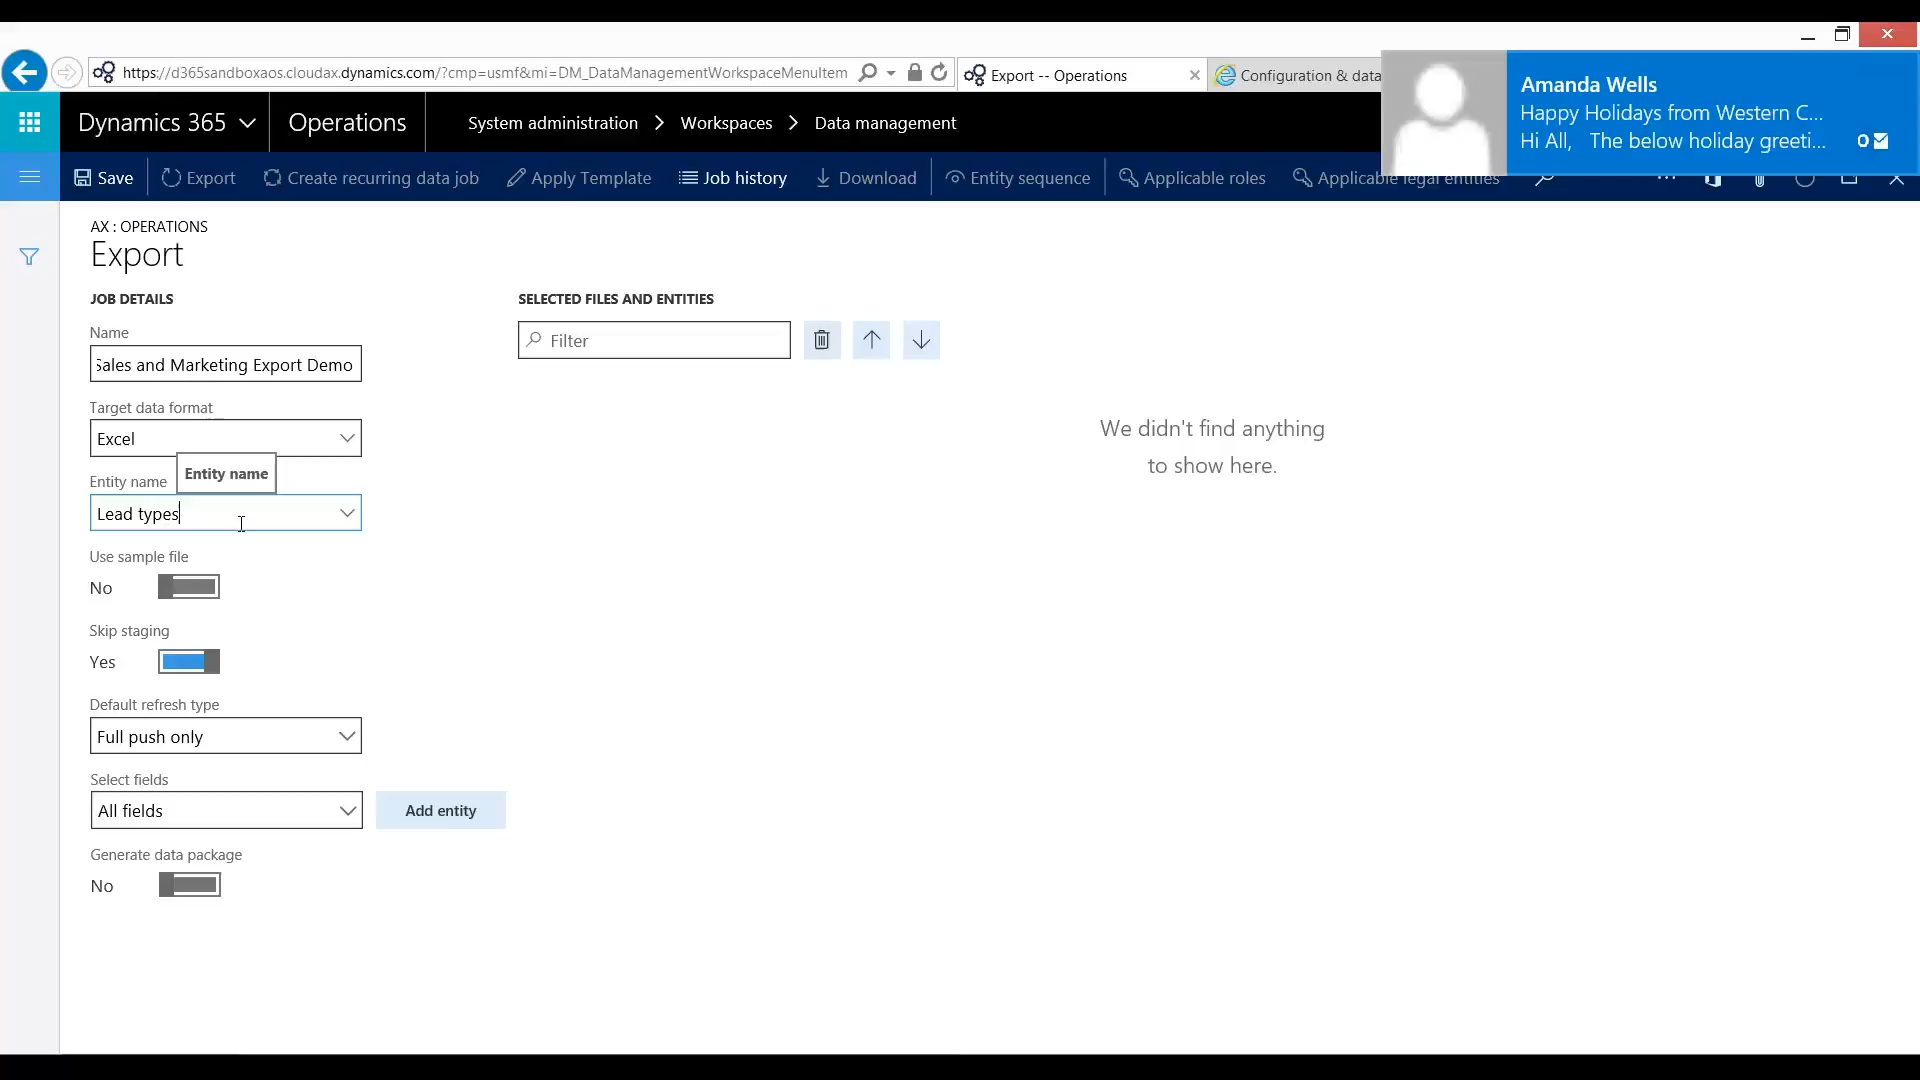 https://d365sandboxaos.cloudax.dynamics.com/?cmp=usmf&mi=DM_DataManagementWorkspaceMenuItem
Export -- Operations
Configuration & data
Amanda Wells
Happy Holidays from Western C...
Hi All, The below holiday greeti...
Dynamics 365
Operations
System administration > Workspaces > Data management
Save
Export
Create recurring data job
Apply Template
Job history
Download
Entity sequence
Applicable roles
Applicable legal entities
AX : OPERATIONS
Export
JOB DETAILS
Name
Sales and Marketing Export Demo
Target data format
Excel
Entity name
Entity name
Lead types
Use sample file
No
Skip staging
Yes
Default refresh type
Full push only
Select fields
All fields
Add entity
Generate data package
No
SELECTED FILES AND ENTITIES
Filter
We didn't find anything
to show here.